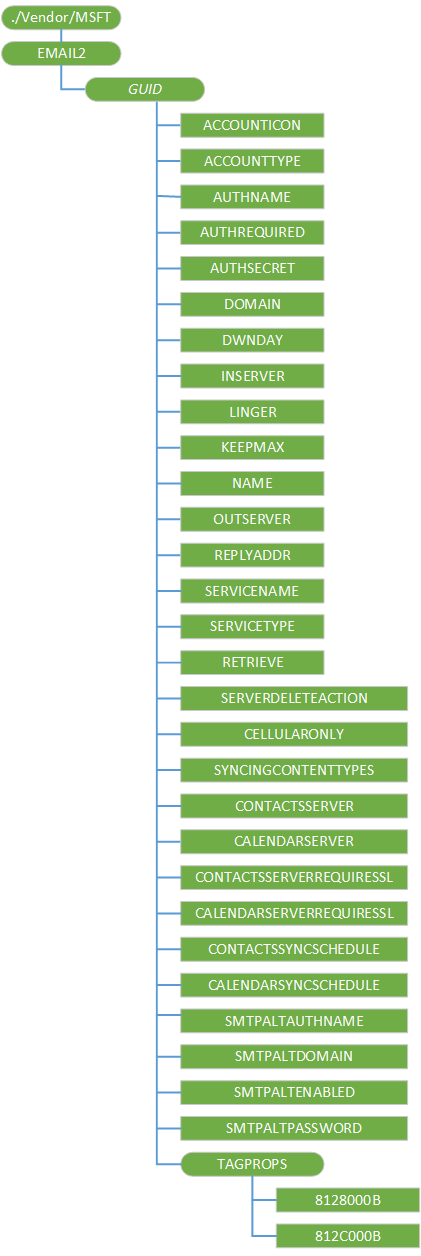 ./Vendor/MSFT
EMAIL2
GUID
ACCOUNTICON
ACCOUNTTYPE
AUTHNAME
AUTHREQUIRED
AUTHSECRET
DOMAIN
DWNDAY
INSERVER
LINGER
KEEPMAX
NAME
OUTSERVER
REPLYADDR
SERVICENAME
SERVICETYPE
RETRIEVE
SERVERDELETEACTION
CELLULARONLY
SYNCINGCONTENTTYPES
CONTACTSSERVER
CALENDARSERVER
CONTACTSSERVERREQUIRESSL
CALENDARSERVERREQUIRESSL
CONTACTSSYNCSCHEDULE
CALENDARSYNCSCHEDULE
SMTPALTAUTHNAME
SMTPALTDOMAIN
SMTPALTENABLED
SMTPALTPASSWORD
TAGPROPS
8128000B
812C000B